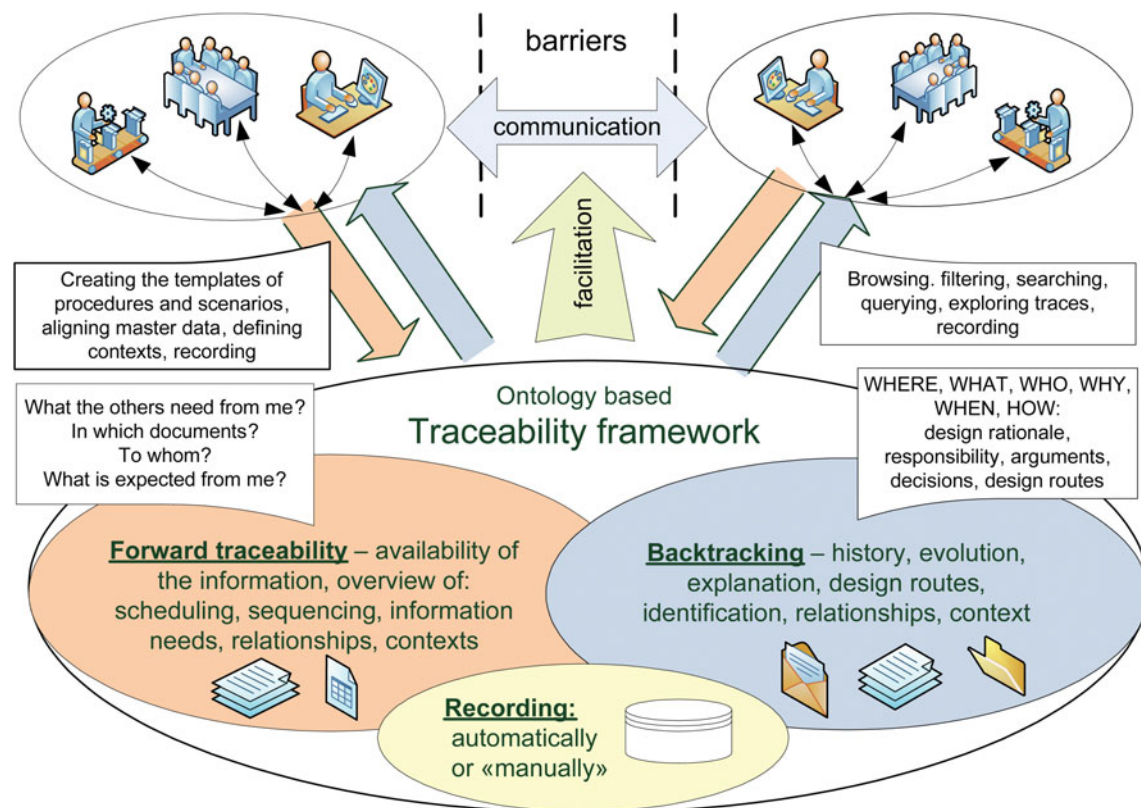 barriers
communication
facilitation
Creating the templates of
procedures and scenarios,
aligning master data, defining
contexts, recording
Browsing. filtering, searching,
querying, exploring traces,
recording
What the others need from me?
In which documents?
To whom?
What is expected from me?
Ontology based
Traceability framework
WHERE, WHAT, WHO, WHY,
WHEN, HOW:
design rationale,
responsibility, arguments,
decisions, design routes
Forward traceability – availability of
the information, overview of:
scheduling, sequencing, information
needs, relationships, contexts
Backtracking – history, evolution,
explanation, design routes,
identification, relationships, context
Recording:
automatically
or «manually»